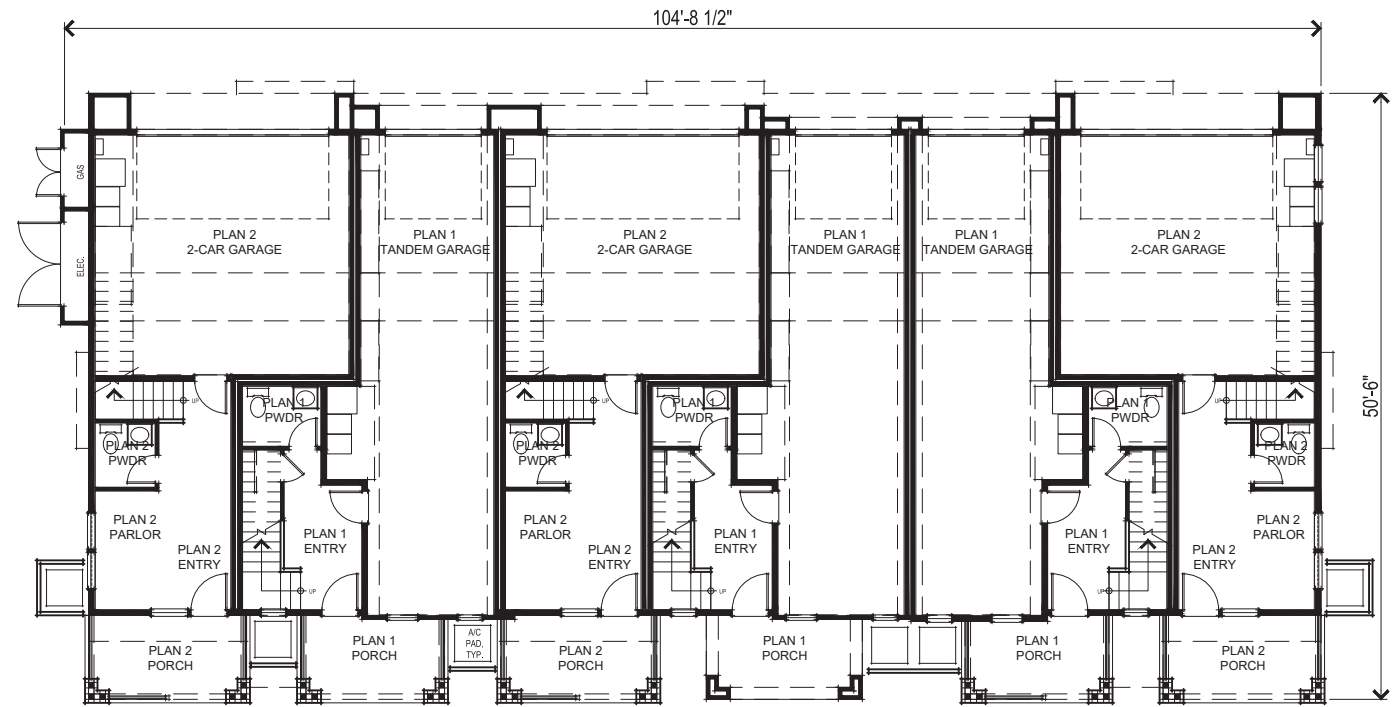 104'-8 1/2"
50'-6"
GAS
ELEC.
PLAN 2
2-CAR GARAGE
PLAN 1
TANDEM GARAGE
PLAN 2
2-CAR GARAGE
PLAN 1
TANDEM GARAGE
PLAN 1
TANDEM GARAGE
PLAN 2
2-CAR GARAGE
UP
PLAN 1
PWDR
UP
PLAN 1
PWDR
PLAN 1
PWDR
UP
PLAN 2
PWDR
PLAN 2
PWDR
PLAN 2
PWDR
PLAN 2
PARLOR
PLAN 2
ENTRY
PLAN 1
ENTRY
PLAN 2
PARLOR
PLAN 2
ENTRY
PLAN 1
ENTRY
PLAN 1
ENTRY
PLAN 2
ENTRY
PLAN 2
PARLOR
UP
UP
UP
PLAN 2
PORCH
PLAN 1
PORCH
A/C
PAD,
TYP.
PLAN 2
PORCH
PLAN 1
PORCH
PLAN 1
PORCH
PLAN 2
PORCH